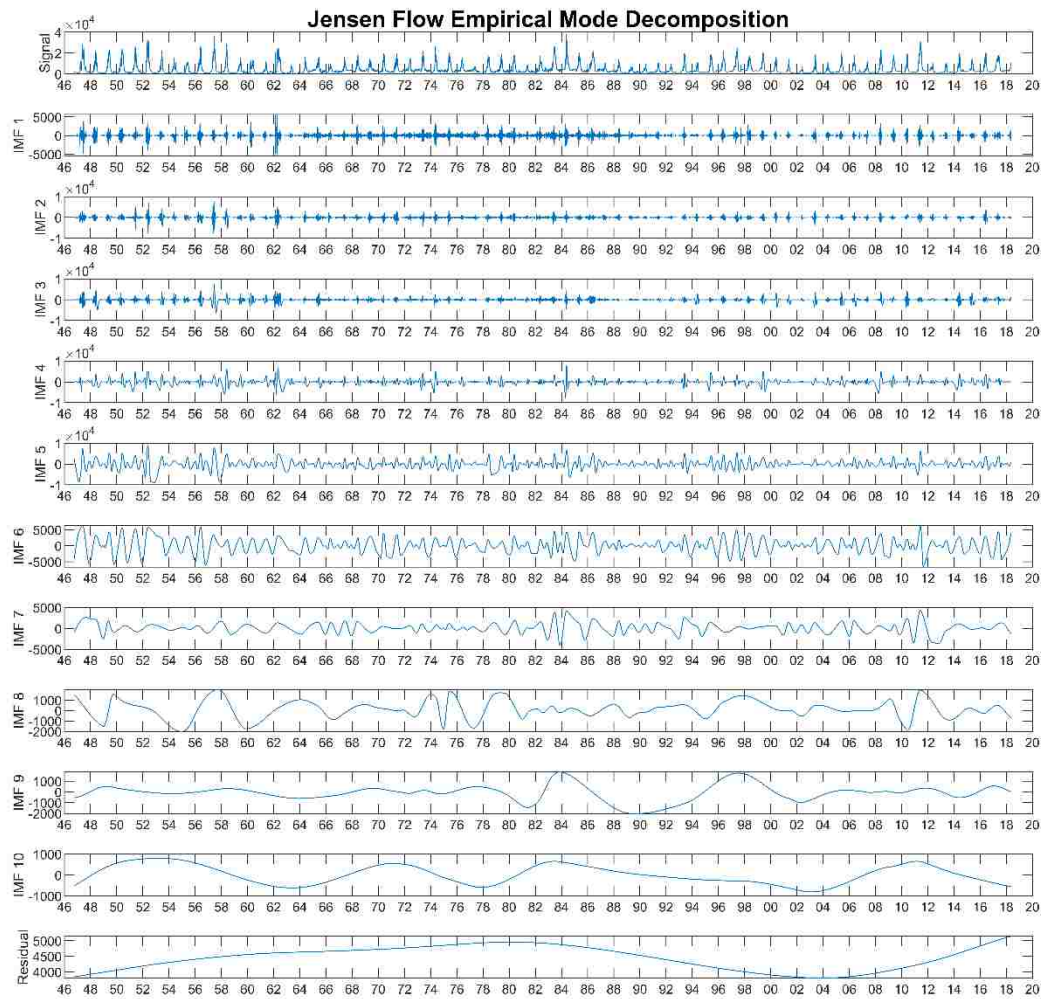 Jensen Flow Empirical Mode Decomposition
×10^4
Signal
4
2
0
46 48 50 52 54 56 58 60 62 64 66 68 70 72 74 76 78 80 82 84 86 88 90 92 94 96 98 00 02 04 06 08 10 12 14 16 18 20
IMF 1
5000
0
-5000
46 48 50 52 54 56 58 60 62 64 66 68 70 72 74 76 78 80 82 84 86 88 90 92 94 96 98 00 02 04 06 08 10 12 14 16 18 20
×10^4
IMF 2
1
0
-1
46 48 50 52 54 56 58 60 62 64 66 68 70 72 74 76 78 80 82 84 86 88 90 92 94 96 98 00 02 04 06 08 10 12 14 16 18 20
×10^4
IMF 3
1
0
-1
46 48 50 52 54 56 58 60 62 64 66 68 70 72 74 76 78 80 82 84 86 88 90 92 94 96 98 00 02 04 06 08 10 12 14 16 18 20
×10^4
IMF 4
1
0
-1
46 48 50 52 54 56 58 60 62 64 66 68 70 72 74 76 78 80 82 84 86 88 90 92 94 96 98 00 02 04 06 08 10 12 14 16 18 20
×10^4
IMF 5
1
0
-1
46 48 50 52 54 56 58 60 62 64 66 68 70 72 74 76 78 80 82 84 86 88 90 92 94 96 98 00 02 04 06 08 10 12 14 16 18 20
IMF 6
5000
0
-5000
46 48 50 52 54 56 58 60 62 64 66 68 70 72 74 76 78 80 82 84 86 88 90 92 94 96 98 00 02 04 06 08 10 12 14 16 18 20
IMF 7
5000
0
-5000
46 48 50 52 54 56 58 60 62 64 66 68 70 72 74 76 78 80 82 84 86 88 90 92 94 96 98 00 02 04 06 08 10 12 14 16 18 20
IMF 8
1000
0
-1000
-2000
46 48 50 52 54 56 58 60 62 64 66 68 70 72 74 76 78 80 82 84 86 88 90 92 94 96 98 00 02 04 06 08 10 12 14 16 18 20
IMF 9
1000
0
-1000
-2000
46 48 50 52 54 56 58 60 62 64 66 68 70 72 74 76 78 80 82 84 86 88 90 92 94 96 98 00 02 04 06 08 10 12 14 16 18 20
IMF 10
1000
0
-1000
46 48 50 52 54 56 58 60 62 64 66 68 70 72 74 76 78 80 82 84 86 88 90 92 94 96 98 00 02 04 06 08 10 12 14 16 18 20
Residual
5000
4500
4000
46 48 50 52 54 56 58 60 62 64 66 68 70 72 74 76 78 80 82 84 86 88 90 92 94 96 98 00 02 04 06 08 10 12 14 16 18 20